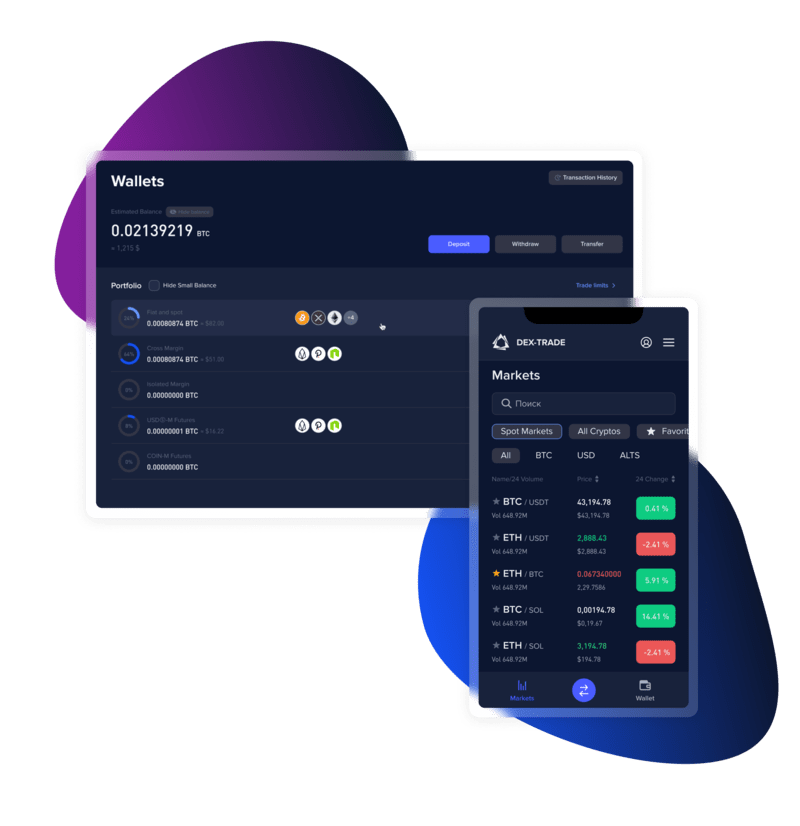 Wallets
Transaction History
Estimated Balance
0.02139219 BTC
≈ 1,215 $
Deposit
Withdraw
Transfer
Portfolio
Hide Small Balance
Trade limits >
Fiat and spot
0.00080874 BTC ≈ $82.00
+4
Cross Margin
0.00080874 BTC ≈ $51.00
Isolated Margin
0%
0.00000000 BTC
USDⓈ-M Futures
0.00000001 BTC ≈ $16.22
COIN-M Futures
0%
0.00000000 BTC
DEX-TRADE
Markets
Поиск
Spot Markets
All Cryptos
★ Favorit
All
BTC
USD
ALTS
Name/24 Volume
Price
24 Change
★ BTC / USDT
43,194.78
0.41 %
Vol 648.92M
$43,194.78
★ ETH / USDT
2,888.43
-2.41 %
Vol 648.92M
$2,888.43
★ ETH / BTC
0.067340000
5.91 %
Vol 648.92M
2,29.7586
★ BTC / SOL
0,00194.78
14.41 %
Vol 648.92M
$0,19.67
★ ETH / SOL
3,194.78
-2.41 %
Vol 648.92M
$194.78
Markets
Wallet